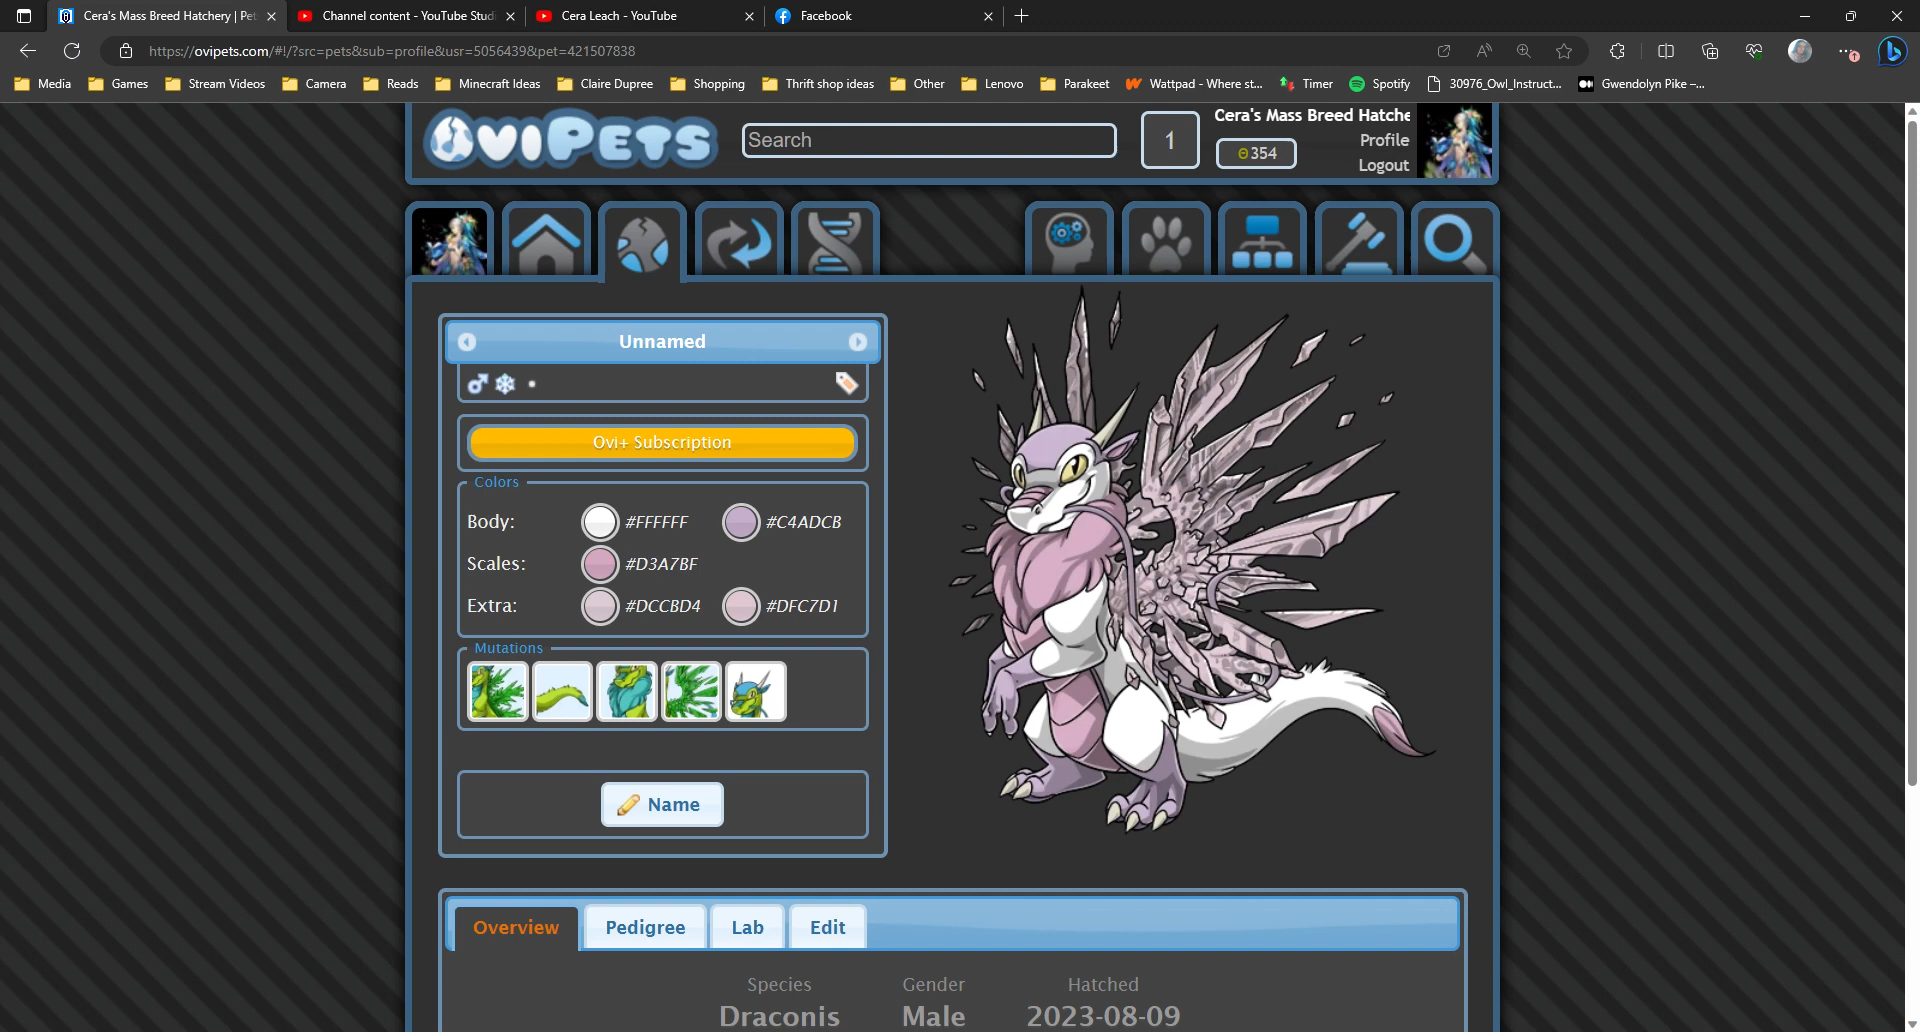 Cera's Mass Breed Hatchery | Pet
Channel content - YouTube Studi
Cera Leach - YouTube
Facebook
https://ovipets.com/#!/?src=pets&sub=profile&usr=5056439&pet=421507838
Media
Games
Stream Videos
Camera
Reads
Minecraft Ideas
Claire Dupree
Shopping
Thrift shop ideas
Other
Lenovo
Parakeet
Wattpad - Where st...
Timer
Spotify
30976_Owl_Instruct...
Gwendolyn Pike –...
OviPets
Search
1
Cera's Mass Breed Hatche
354
Profile
Logout
Unnamed
Ovi+ Subscription
Colors
Body: #FFFFFF #C4ADCB
Scales: #D3A7BF
Extra: #DCCBD4 #DFC7D1
Mutations
Name
Overview
Pedigree
Lab
Edit
Species Gender Hatched
Draconis Male 2023-08-09